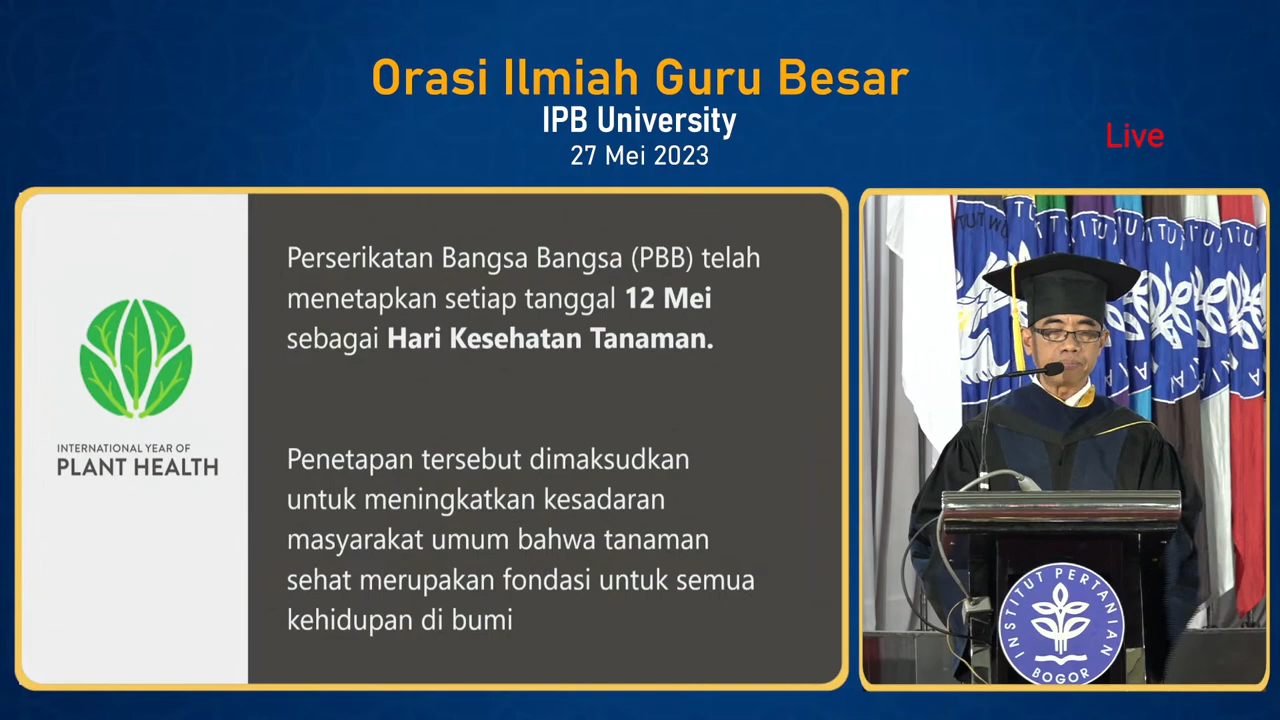 Orasi Ilmiah Guru Besar
IPB University
27 Mei 2023
Live
Perserikatan Bangsa Bangsa (PBB) telah
menetapkan setiap tanggal 12 Mei
sebagai Hari Kesehatan Tanaman.
INTERNATIONAL YEAR OF
PLANT HEALTH
Penetapan tersebut dimaksudkan
untuk meningkatkan kesadaran
masyarakat umum bahwa tanaman
sehat merupakan fondasi untuk semua
kehidupan di bumi
INSTITUT PERTANIAN
BOGOR